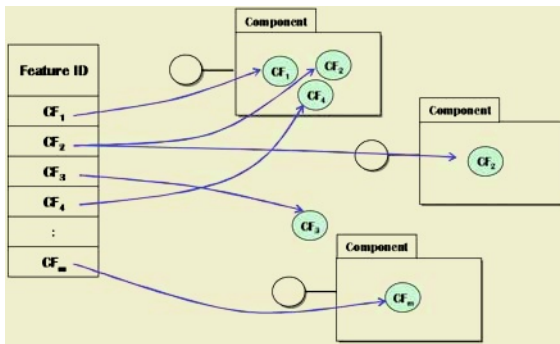 Feature ID
CF1
CF2
CF3
CF4
:
CFm
Component
CF1
CF2
CF4
Component
CF2
CF3
Component
CFm